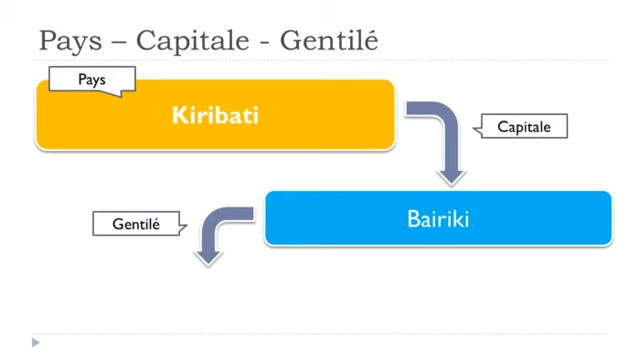 Pays – Capitale - Gentilé
Pays
Kiribati
Capitale
Bairiki
Gentilé